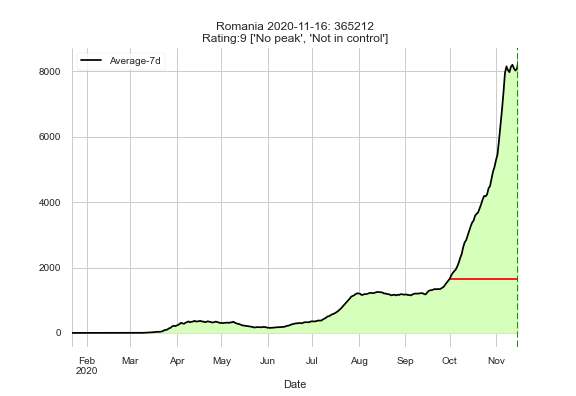 Romania 2020-11-16: 365212
Rating:9 ['No peak', 'Not in control']
Average-7d
8000
6000
4000
2000
0
Feb Mar Apr May Jun Jul Aug Sep Oct Nov
2020
Date